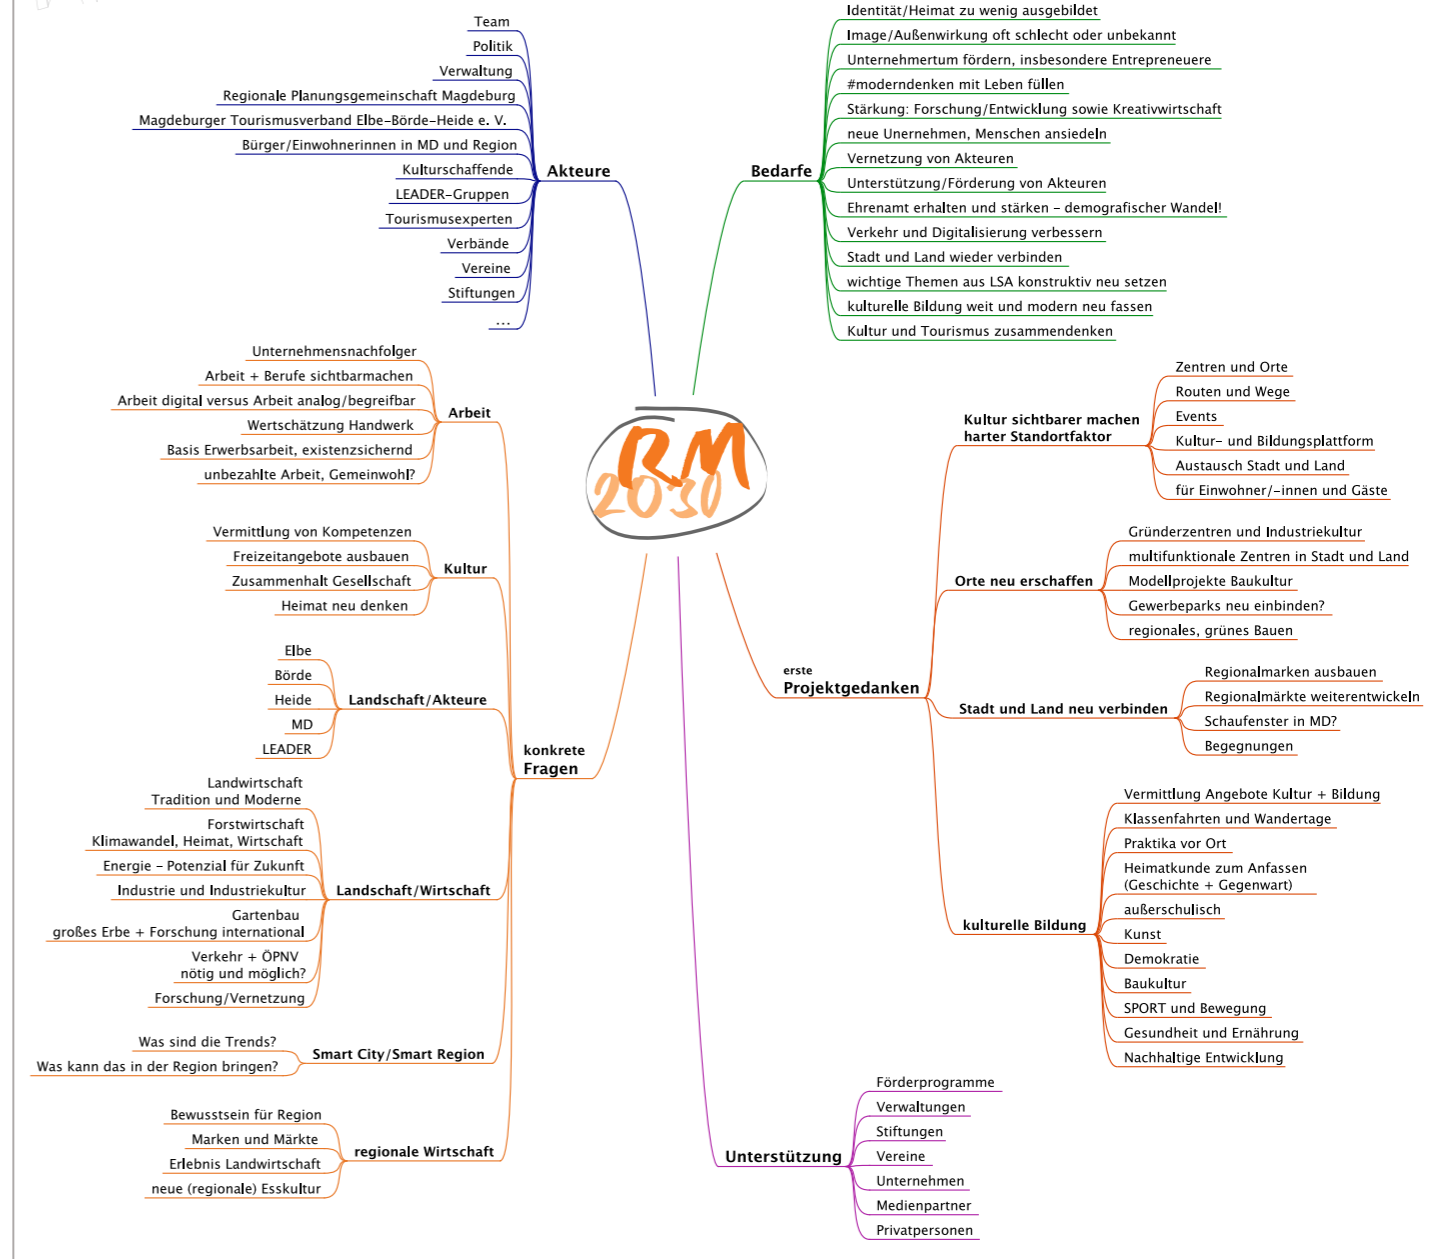 Team
Politik
Verwaltung
Regionale Planungsgemeinschaft Magdeburg
Magdeburger Tourismusverband Elbe-Börde-Heide e. V.
Bürger/Einwohnerinnen in MD und Region
Kulturschaffende
LEADER-Gruppen
Tourismusexperten
Verbände
Vereine
Stiftungen
...
Akteure
Identität/Heimat zu wenig ausgebildet
Image/Außenwirkung oft schlecht oder unbekannt
Unternehmertum fördern, insbesondere Entrepreneuere
#moderndenken mit Leben füllen
Stärkung: Forschung/Entwicklung sowie Kreativwirtschaft
neue Unernehmen, Menschen ansiedeln
Vernetzung von Akteuren
Unterstützung/Förderung von Akteuren
Ehrenamt erhalten und stärken – demografischer Wandel!
Verkehr und Digitalisierung verbessern
Stadt und Land wieder verbinden
wichtige Themen aus LSA konstruktiv neu setzen
kulturelle Bildung weit und modern neu fassen
Kultur und Tourismus zusammendenken
Bedarfe
RM
2030
Unternehmensnachfolger
Arbeit + Berufe sichtbarmachen
Arbeit digital versus Arbeit analog/begreifbar
Wertschätzung Handwerk
Basis Erwerbsarbeit, existenzsichernd
unbezahlte Arbeit, Gemeinwohl?
Arbeit
Vermittlung von Kompetenzen
Freizeitangebote ausbauen
Zusammenhalt Gesellschaft
Heimat neu denken
Kultur
Elbe
Börde
Heide
MD
LEADER
Landschaft/Akteure
konkrete
Fragen
Landwirtschaft
Tradition und Moderne
Forstwirtschaft
Klimawandel, Heimat, Wirtschaft
Energie – Potenzial für Zukunft
Industrie und Industriekultur
Gartenbau
großes Erbe + Forschung international
Verkehr + ÖPNV
nötig und möglich?
Forschung/Vernetzung
Landschaft/Wirtschaft
Was sind die Trends?
Was kann das in der Region bringen?
Smart City/Smart Region
Bewusstsein für Region
Marken und Märkte
Erlebnis Landwirtschaft
neue (regionale) Esskultur
regionale Wirtschaft
Kultur sichtbarer machen
harter Standortfaktor
Zentren und Orte
Routen und Wege
Events
Kultur- und Bildungsplattform
Austausch Stadt und Land
für Einwohner/-innen und Gäste
Orte neu erschaffen
Gründerzentren und Industriekultur
multifunktionale Zentren in Stadt und Land
Modellprojekte Baukultur
Gewerbeparks neu einbinden?
regionales, grünes Bauen
erste
Projektgedanken
Stadt und Land neu verbinden
Regionalmarken ausbauen
Regionalmärkte weiterentwickeln
Schaufenster in MD?
Begegnungen
kulturelle Bildung
Vermittlung Angebote Kultur + Bildung
Klassenfahrten und Wandertage
Praktika vor Ort
Heimatkunde zum Anfassen
(Geschichte + Gegenwart)
außerschulisch
Kunst
Demokratie
Baukultur
SPORT und Bewegung
Gesundheit und Ernährung
Nachhaltige Entwicklung
Unterstützung
Förderprogramme
Verwaltungen
Stiftungen
Vereine
Unternehmen
Medienpartner
Privatpersonen